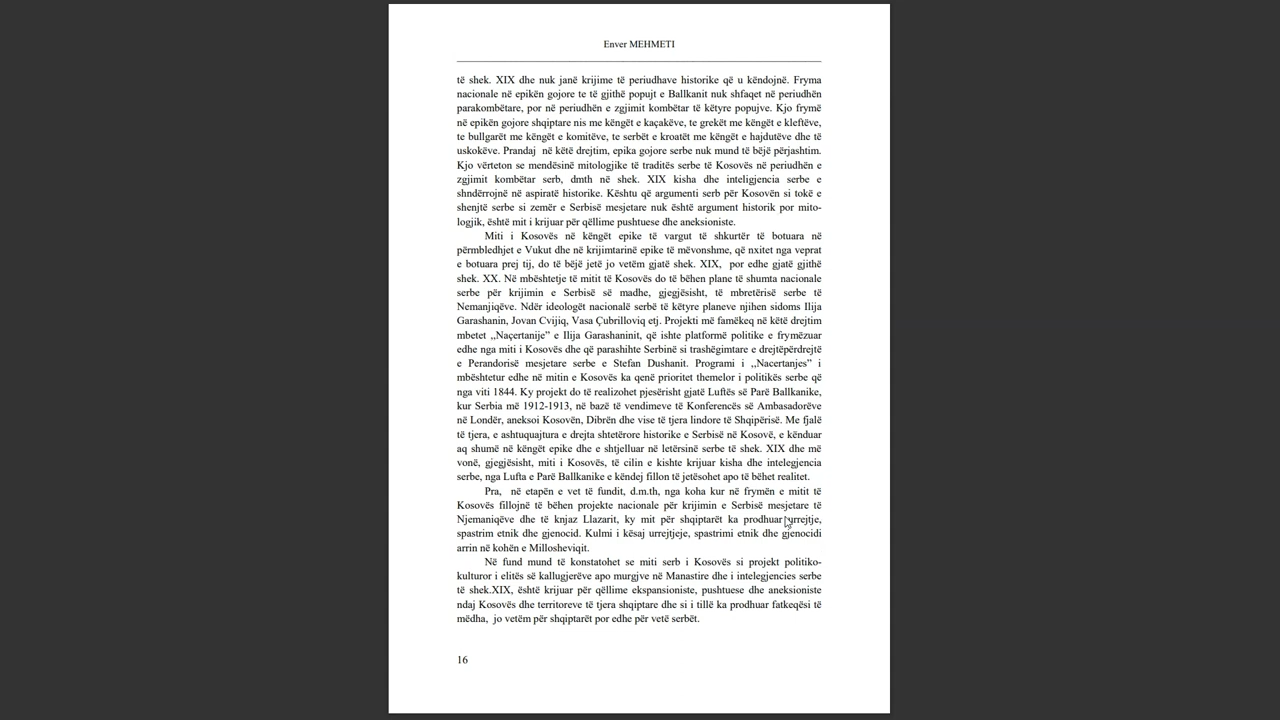 Enver MEHMETI
të shek. XIX dhe nuk janë krijime të periudhave historike që u këndojnë. Fryma
nacionale në epikën gojore te të gjithë popujt e Ballkanit nuk shfaqet në periudhën
parakombëtare, por në periudhën e zgjimit kombëtar të këtyre popujve. Kjo frymë
në epikën gojore shqiptare nis me këngët e kaçakëve, te grekët me këngët e kleftëve,
te bullgarët me këngët e komitëve, te serbët e kroatët me këngët e hajdutëve dhe të
uskokëve. Prandaj  në këtë drejtim, epika gojore serbe nuk mund të bëjë përjashtim.
Kjo vërteton se mendësinë mitologjike të traditës serbe të Kosovës në periudhën e
zgjimit kombëtar serb, dmth në shek. XIX kisha dhe inteligjencia serbe e
shndërrojnë në aspiratë historike. Kështu që argumenti serb për Kosovën si tokë e
shenjtë serbe si zemër e Serbisë mesjetare nuk është argument historik por mito-
logjik, është mit i krijuar për qëllime pushtuese dhe aneksioniste.
Miti i Kosovës në këngët epike të vargut të shkurtër të botuara në
përmbledhjet e Vukut dhe në krijimtarinë epike të mëvonshme, që nxitet nga veprat
e botuara prej tij, do të bëjë jetë jo vetëm gjatë shek. XIX,  por edhe gjatë gjithë
shek. XX. Në mbështetje të mitit të Kosovës do të bëhen plane të shumta nacionale
serbe për krijimin e Serbisë së madhe, gjegjësisht, të mbretërisë serbe të
Nemanjiqëve. Ndër ideologët nacionalë serbë të këtyre planeve njihen sidoms Ilija
Garashanin, Jovan Cvijiq, Vasa Çubrilloviq etj. Projekti më famëkeq në këtë drejtim
mbetet ,,Naçertanije” e Ilija Garashaninit, që ishte platformë politike e frymëzuar
edhe nga miti i Kosovës dhe që parashihte Serbinë si trashëgimtare e drejtëpërdrejtë
e Perandorisë mesjetare serbe e Stefan Dushanit. Programi i ,,Nacertanjes” i
mbështetur edhe në mitin e Kosovës ka qenë prioritet themelor i politikës serbe që
nga viti 1844. Ky projekt do të realizohet pjesërisht gjatë Luftës së Parë Ballkanike,
kur Serbia më 1912-1913, në bazë të vendimeve të Konferencës së Ambasadorëve
në Londër, aneksoi Kosovën, Dibrën dhe vise të tjera lindore të Shqipërisë. Me fjalë
të tjera, e ashtuquajtura e drejta shtetërore historike e Serbisë në Kosovë, e kënduar
aq shumë në këngët epike dhe e shtjelluar në letërsinë serbe të shek. XIX dhe më
vonë, gjegjësisht, miti i Kosovës, të cilin e kishte krijuar kisha dhe intelegjencia
serbe, nga Lufta e Parë Ballkanike e këndej fillon të jetësohet apo të bëhet realitet.
Pra,  në etapën e vet të fundit, d.m.th, nga koha kur në frymën e mitit të
Kosovës fillojnë të bëhen projekte nacionale për krijimin e Serbisë mesjetare të
Njemaniqëve dhe të knjaz Llazarit, ky mit për shqiptarët ka prodhuar urrejtje,
spastrim etnik dhe gjenocid. Kulmi i kësaj urrejtjeje, spastrimi etnik dhe gjenocidi
arrin në kohën e Millosheviqit.
Në fund mund të konstatohet se miti serb i Kosovës si projekt politiko-
kulturor i elitës së kallugjerëve apo murgjve në Manastire dhe i intelegjencies serbe
të shek.XIX, është krijuar për qëllime ekspansioniste, pushtuese dhe aneksioniste
ndaj Kosovës dhe territoreve të tjera shqiptare dhe si i tillë ka prodhuar fatkeqësi të
mëdha,  jo vetëm për shqiptarët por edhe për vetë serbët.
16